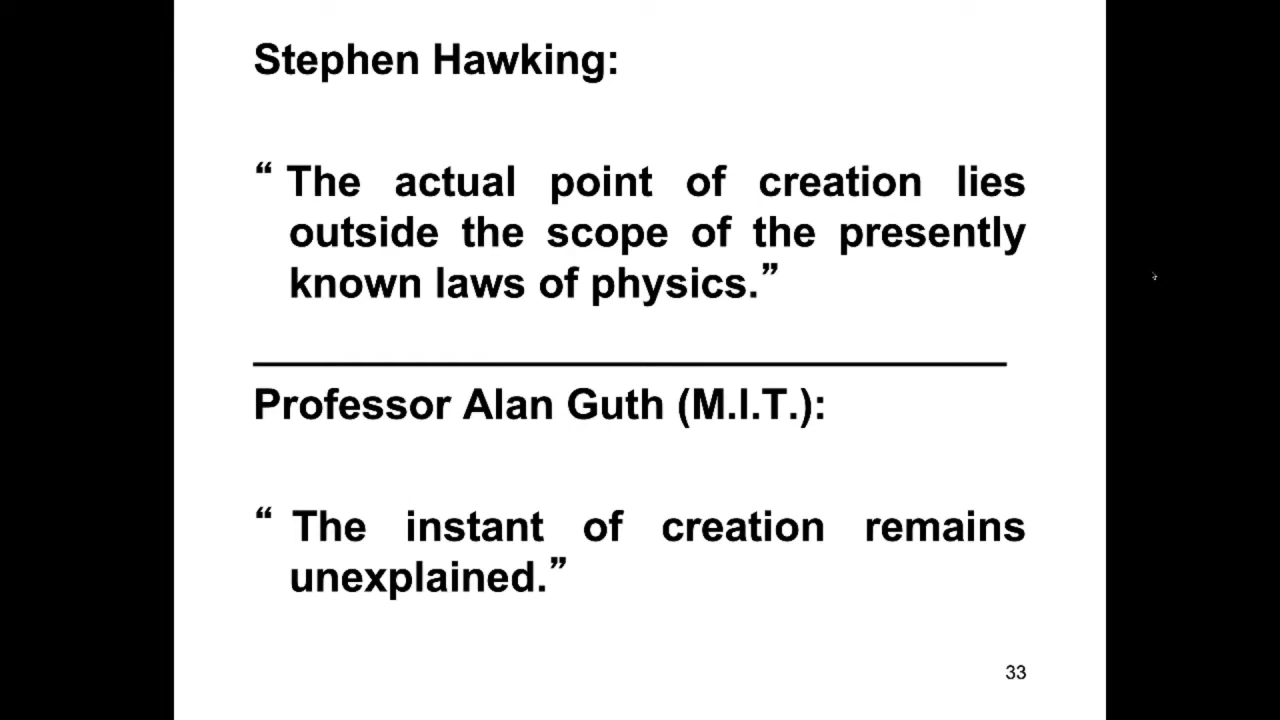 Stephen Hawking:
“ The actual point of creation lies
outside the scope of the presently
known laws of physics.”
Professor Alan Guth (M.I.T.):
“ The instant of creation remains
unexplained.”
33